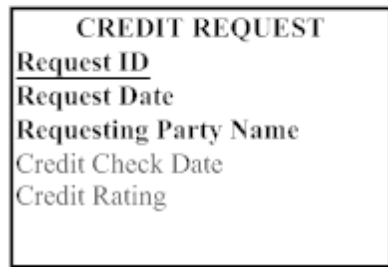 CREDIT REQUEST
Request ID
Request Date
Requesting Party Name
Credit Check Date
Credit Rating